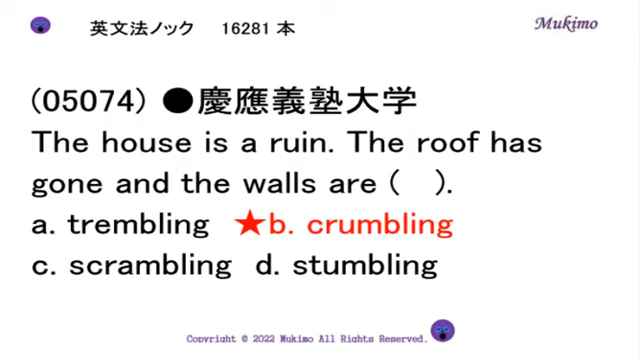 英文法ノック 16281 本 Mukimo
(05074) ●慶應義塾大学
The house is a ruin. The roof has
gone and the walls are (   ).
a. trembling ★b. crumbling
c. scrambling d. stumbling
Copyright @ 2022 Mukimo All Rights Reserved.